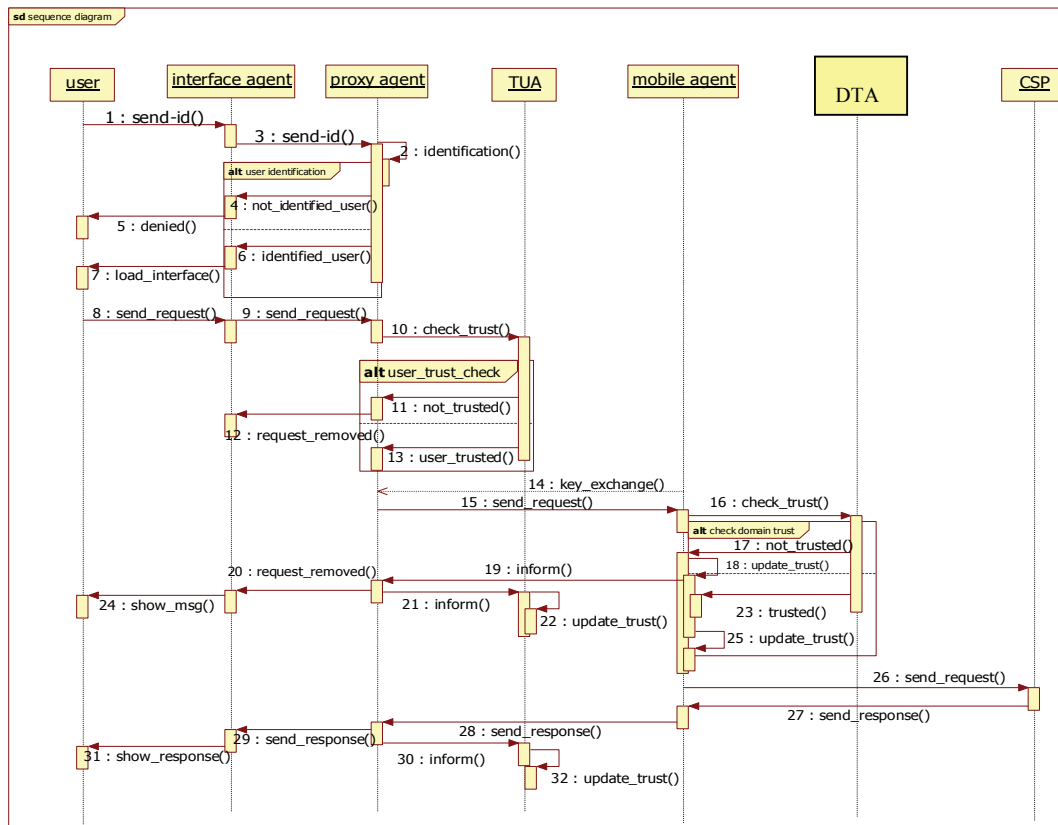 sd sequence diagram
user
interface agent
proxy agent
TUA
mobile agent
DTA
CSP
1 : send-id()
3 : send-id()
2 : identification()
alt user identification
4 : not_identified_user()
5 : denied()
6 : identified_user()
7 : load_interface()
8 : send_request()
9 : send_request()
10 : check_trust()
alt user_trust_check
11 : not_trusted()
12 : request_removed()
13 : user_trusted()
14 : key_exchange()
15 : send_request()
16 : check_trust()
alt check domain trust
17 : not_trusted()
18 : update_trust()
19 : inform()
20 : request_removed()
21 : inform()
22 : update_trust()
23 : trusted()
24 : show_msg()
25 : update_trust()
26 : send_request()
27 : send_response()
28 : send_response()
29 : send_response()
30 : inform()
31 : show_response()
32 : update_trust()